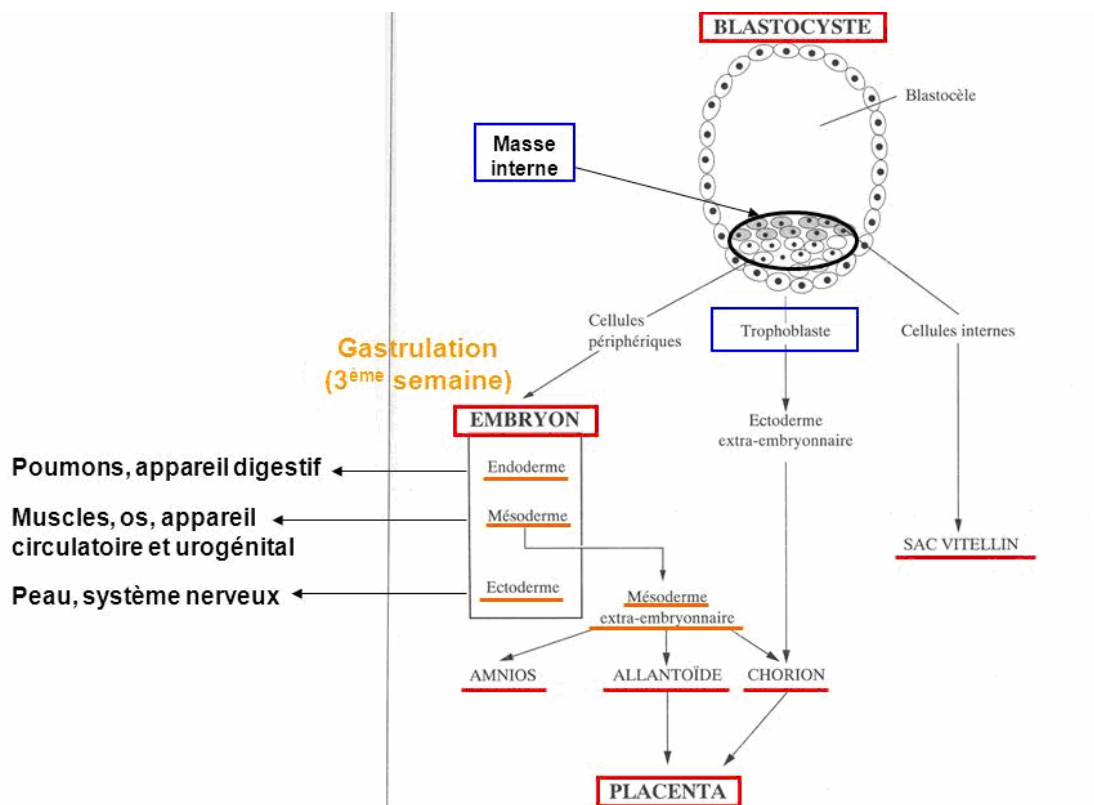 BLASTOCYSTE
Blastocèle
Masse
interne
Cellules
périphériques
Trophoblaste
Cellules internes
Gastrulation
(3ème semaine)
EMBRYON
Ectoderme
extra-embryonnaire
Poumons, appareil digestif
Endoderme
Muscles, os, appareil
circulatoire et urogénital
Mésoderme
SAC VITELLIN
Peau, système nerveux
Ectoderme
Mésoderme
extra-embryonnaire
AMNIOS
ALLANTOÏDE
CHORION
PLACENTA